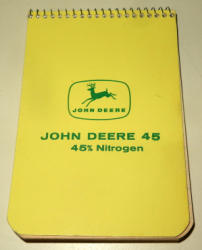 JOHN DEERE
JOHN DEERE 45
45% Nitrogen